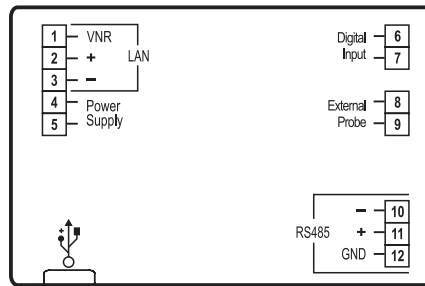 1 VNR
2 + LAN
3 −
4 Power
5 Supply
Digital 6
Input 7
External 8
Probe 9
− 10
RS485 + 11
GND 12